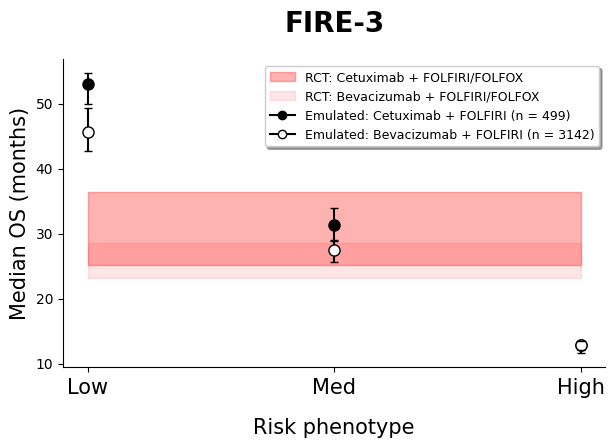 FIRE-3
RCT: Cetuximab + FOLFIRI/FOLFOX
RCT: Bevacizumab + FOLFIRI/FOLFOX
Emulated: Cetuximab + FOLFIRI (n = 499)
Emulated: Bevacizumab + FOLFIRI (n = 3142)
Median OS (months)
50
40
30
20
10
Low
Med
High
Risk phenotype